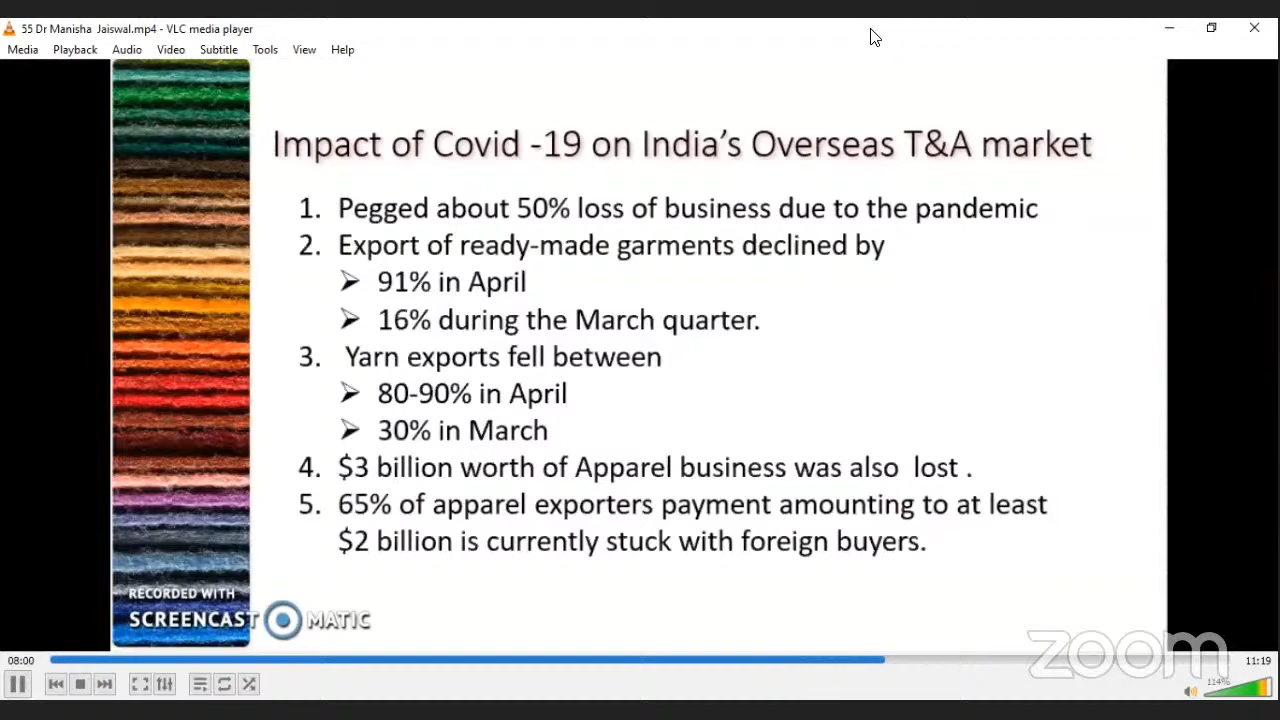 55 Dr Manisha  Jaiswal.mp4 - VLC media player
Media Playback Audio Video Subtitle Tools View Help
Impact of Covid -19 on India's Overseas T&A market
1. Pegged about 50% loss of business due to the pandemic
2. Export of ready-made garments declined by
➢ 91% in April
➢ 16% during the March quarter.
3. Yarn exports fell between
➢ 80-90% in April
➢ 30% in March
4. $3 billion worth of Apparel business was also  lost .
5. 65% of apparel exporters payment amounting to at least
$2 billion is currently stuck with foreign buyers.
RECORDED WITH
SCREENCAST MATIC
zoom
08:00 11:19
114%